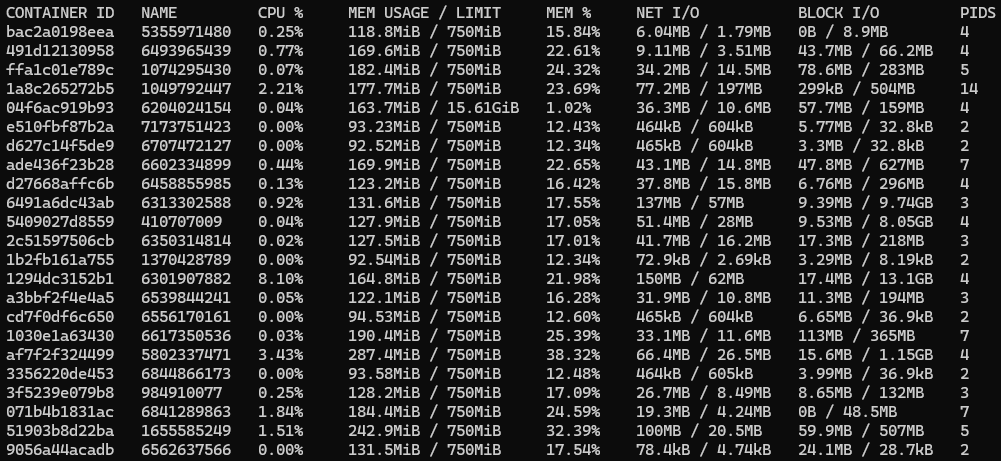 CONTAINER ID   NAME         CPU %     MEM USAGE / LIMIT     MEM %     NET I/O           BLOCK I/O         PIDS
bac2a0198eea   5355971480   0.25%     118.8MiB / 750MiB     15.84%    6.04MB / 1.79MB   0B / 8.9MB        4
491d12130958   6493965439   0.77%     169.6MiB / 750MiB     22.61%    9.11MB / 3.51MB   43.7MB / 66.2MB   4
ffa1c01e789c   1074295430   0.07%     182.4MiB / 750MiB     24.32%    34.2MB / 14.5MB   78.6MB / 283MB    5
1a8c265272b5   1049792447   2.21%     177.7MiB / 750MiB     23.69%    77.2MB / 197MB    299kB / 504MB     14
04f6ac919b93   6204024154   0.04%     163.7MiB / 15.61GiB   1.02%     36.3MB / 10.6MB   57.7MB / 159MB    4
e510fbf87b2a   7173751423   0.00%     93.23MiB / 750MiB     12.43%    464kB / 604kB     5.77MB / 32.8kB   2
d627c14f5de9   6707472127   0.00%     92.52MiB / 750MiB     12.34%    465kB / 604kB     3.3MB / 32.8kB    2
ade436f23b28   6602334899   0.44%     169.9MiB / 750MiB     22.65%    43.1MB / 14.8MB   47.8MB / 627MB    7
d27668affc6b   6458855985   0.13%     123.2MiB / 750MiB     16.42%    37.8MB / 15.8MB   6.76MB / 296MB    4
6491a6dc43ab   6313302588   0.92%     131.6MiB / 750MiB     17.55%    137MB / 57MB      9.39MB / 9.74GB   3
5409027d8559   410707009    0.04%     127.9MiB / 750MiB     17.05%    51.4MB / 28MB     9.53MB / 8.05GB   4
2c51597506cb   6350314814   0.02%     127.5MiB / 750MiB     17.01%    41.7MB / 16.2MB   17.3MB / 218MB    3
1b2fb161a755   1370428789   0.00%     92.54MiB / 750MiB     12.34%    72.9kB / 2.69kB   3.29MB / 8.19kB   2
1294dc3152b1   6301907882   8.10%     164.8MiB / 750MiB     21.98%    150MB / 62MB      17.4MB / 13.1GB   4
a3bbf2f4e4a5   6539844241   0.05%     122.1MiB / 750MiB     16.28%    31.9MB / 10.8MB   11.3MB / 194MB    3
cd7f0df6c650   6556170161   0.00%     94.53MiB / 750MiB     12.60%    465kB / 604kB     6.65MB / 36.9kB   2
1030e1a63430   6617350536   0.03%     190.4MiB / 750MiB     25.39%    33.1MB / 11.6MB   113MB / 365MB     7
af7f2f324499   5802337471   3.43%     287.4MiB / 750MiB     38.32%    66.4MB / 26.5MB   15.6MB / 1.15GB   4
3356220de453   6844866173   0.00%     93.58MiB / 750MiB     12.48%    464kB / 605kB     3.99MB / 36.9kB   2
3f5239e079b8   984910077    0.25%     128.2MiB / 750MiB     17.09%    26.7MB / 8.49MB   8.65MB / 132MB    3
071b4b1831ac   6841289863   1.84%     184.4MiB / 750MiB     24.59%    19.3MB / 4.24MB   0B / 48.5MB       7
51903b8d22ba   1655585249   1.51%     242.9MiB / 750MiB     32.39%    100MB / 20.5MB    59.9MB / 507MB    5
9056a44acadb   6562637566   0.00%     131.5MiB / 750MiB     17.54%    78.4kB / 4.74kB   24.1MB / 28.7kB   2